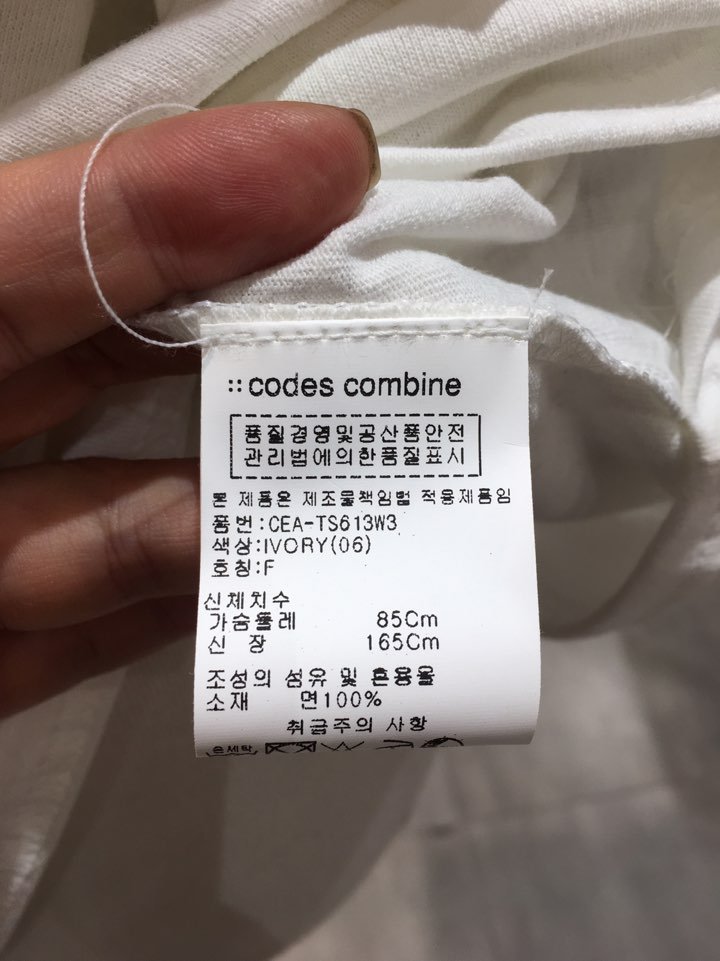 codes combine
품질경영및공산품안전
관리법에의한품질표시
본 제품은 제조물책임법 적용제품임
품번:CEA-TS613W3
색상:IVORY(06)
호칭:F
신체치수
가슴둘레 85Cm
신 장 165Cm
조성의 섬유 및 혼용율
소재 면100%
취급주의 사항
손세탁